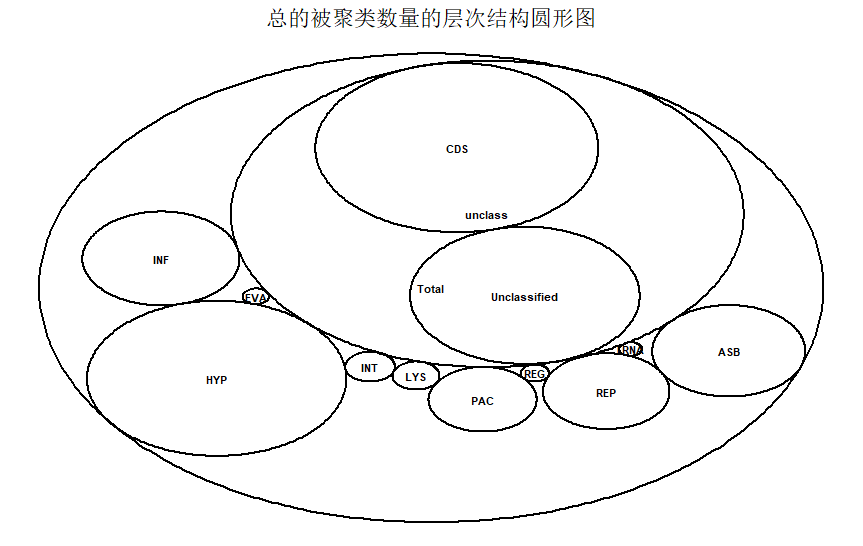 总的被聚类数量的层次结构圆形图
CDS
unclass
INF
Total
Unclassified
EVA
RNA
ASB
INT
LYS
REG
HYP
PAC
REP